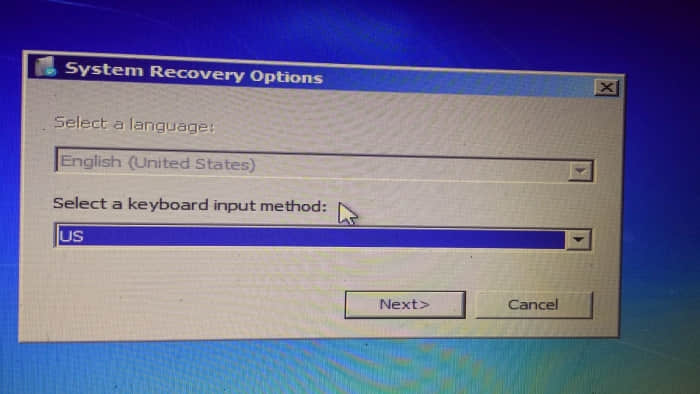 System Recovery Options
Select a language:
English (United States)
Select a keyboard input method:
US
Next>
Cancel